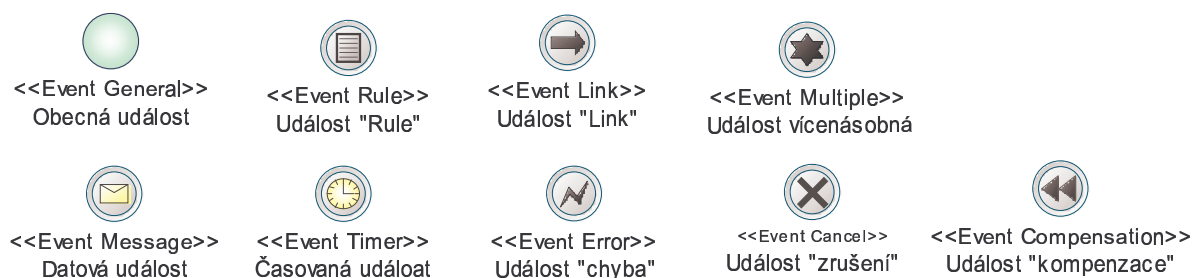 <<Event General>>
Obecná událost
<<Event Rule>>
Událost "Rule"
<<Event Link>>
Událost "Link"
<<Event Multiple>>
Událost vícenásobná
<<Event Message>>
Datová událost
<<Event Timer>>
Časovaná událoat
<<Event Error>>
Událost "chyba"
<<Event Cancel>>
Událost "zrušení"
<<Event Compensation>>
Událost "kompenzace"